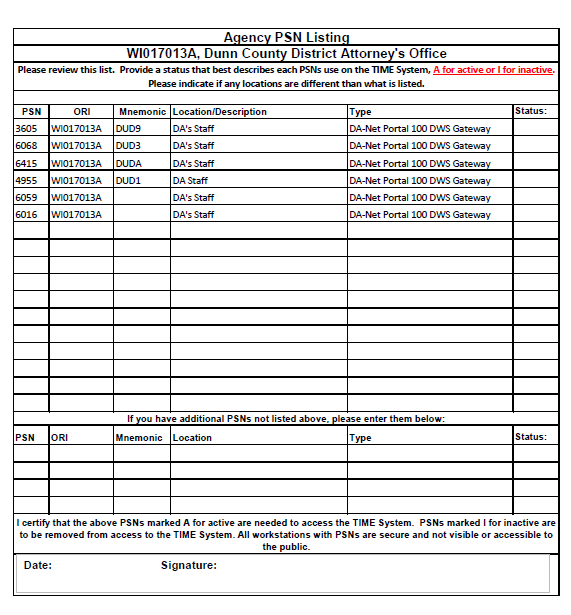 Agency PSN Listing
WI017013A, Dunn County District Attorney's Office
Please review this list.  Provide a status that best describes each PSNs use on the TIME System, A for active or I for inactive.
Please indicate if any locations are different than what is listed.
PSN ORI Mnemonic Location/Description Type Status:
3605 WI017013A DUD9 DA's Staff DA-Net Portal 100 DWS Gateway
6068 WI017013A DUD3 DA's Staff DA-Net Portal 100 DWS Gateway
6415 WI017013A DUDA DA's Staff DA-Net Portal 100 DWS Gateway
4955 WI017013A DUD1 DA Staff DA-Net Portal 100 DWS Gateway
6059 WI017013A DA's Staff DA-Net Portal 100 DWS Gateway
6016 WI017013A DA's Staff DA-Net Portal 100 DWS Gateway
If you have additional PSNs not listed above, please enter them below:
PSN ORI Mnemonic Location Type Status:
I certify that the above PSNs marked A for active are needed to access the TIME System.  PSNs marked I for inactive are
to be removed from access to the TIME System. All workstations with PSNs are secure and not visible or accessible to
the public.
Date: Signature: